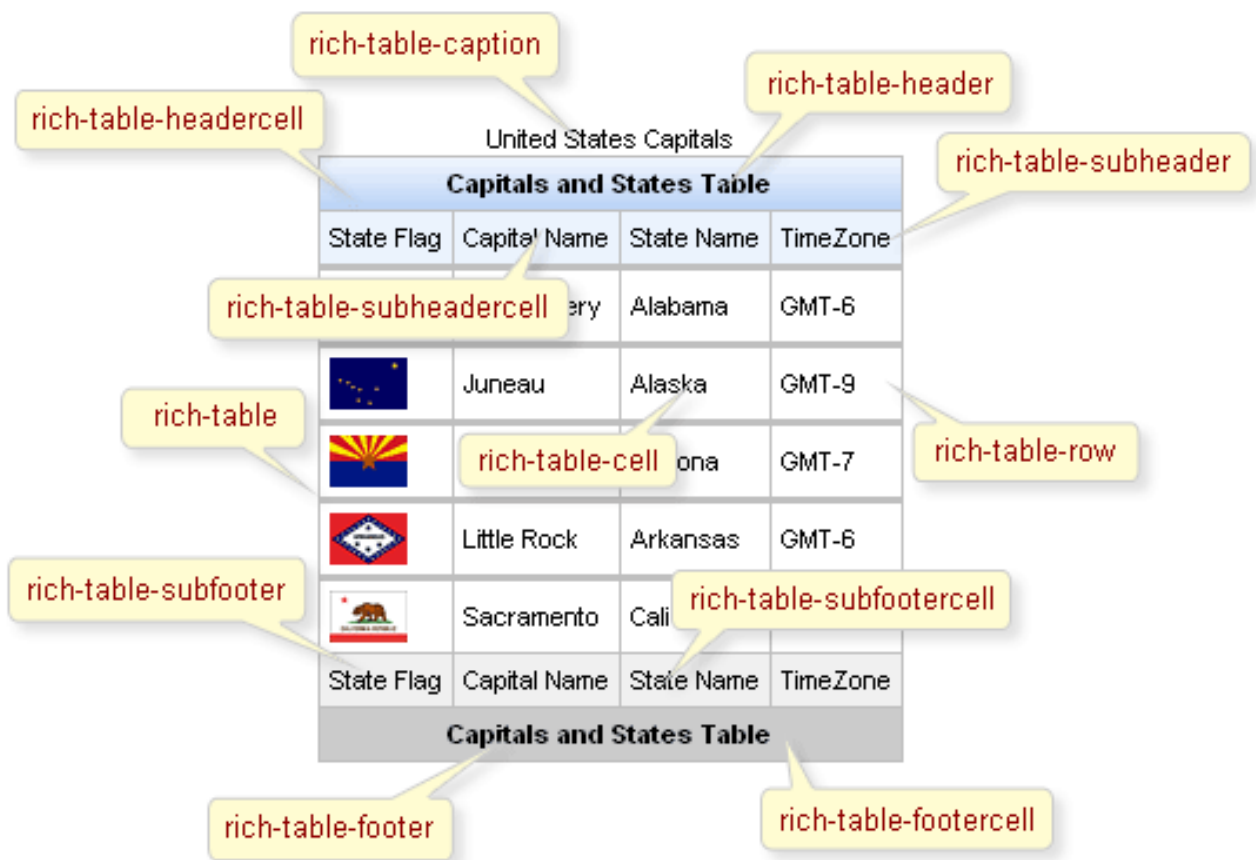 rich-table-caption
rich-table-header
rich-table-headercell
United States Capitals
rich-table-subheader
Capitals and States Table
State Flag Capital Name State Name TimeZone
rich-table-subheadercell
ery Alabama GMT-6
Juneau Alaska GMT-9
rich-table
rich-table-cell
ona GMT-7
rich-table-row
Little Rock Arkansas GMT-6
rich-table-subfooter
rich-table-subfootercell
Sacramento Cali
State Flag Capital Name State Name TimeZone
Capitals and States Table
rich-table-footer
rich-table-footercell